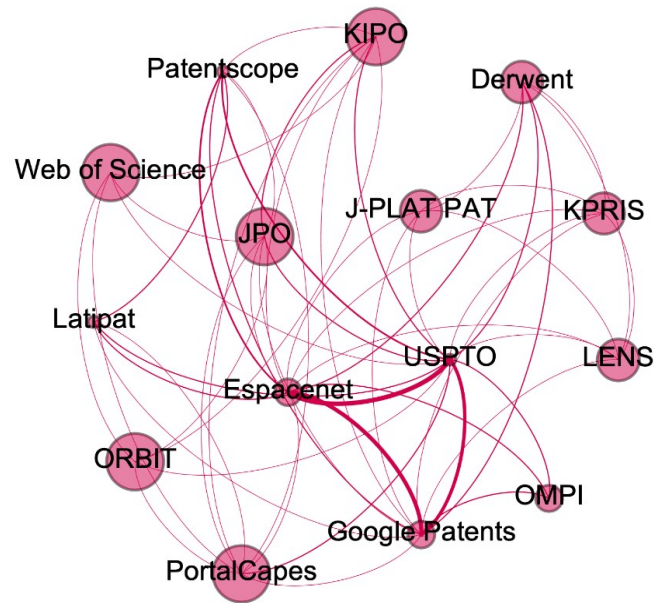 KIPO
Patentscope
Derwent
Web of Science
J-PLAT PAT
KPRIS
JPO
Latipat
USPTO
LENS
Espacenet
ORBIT
OMPI
Google Patents
PortalCapes